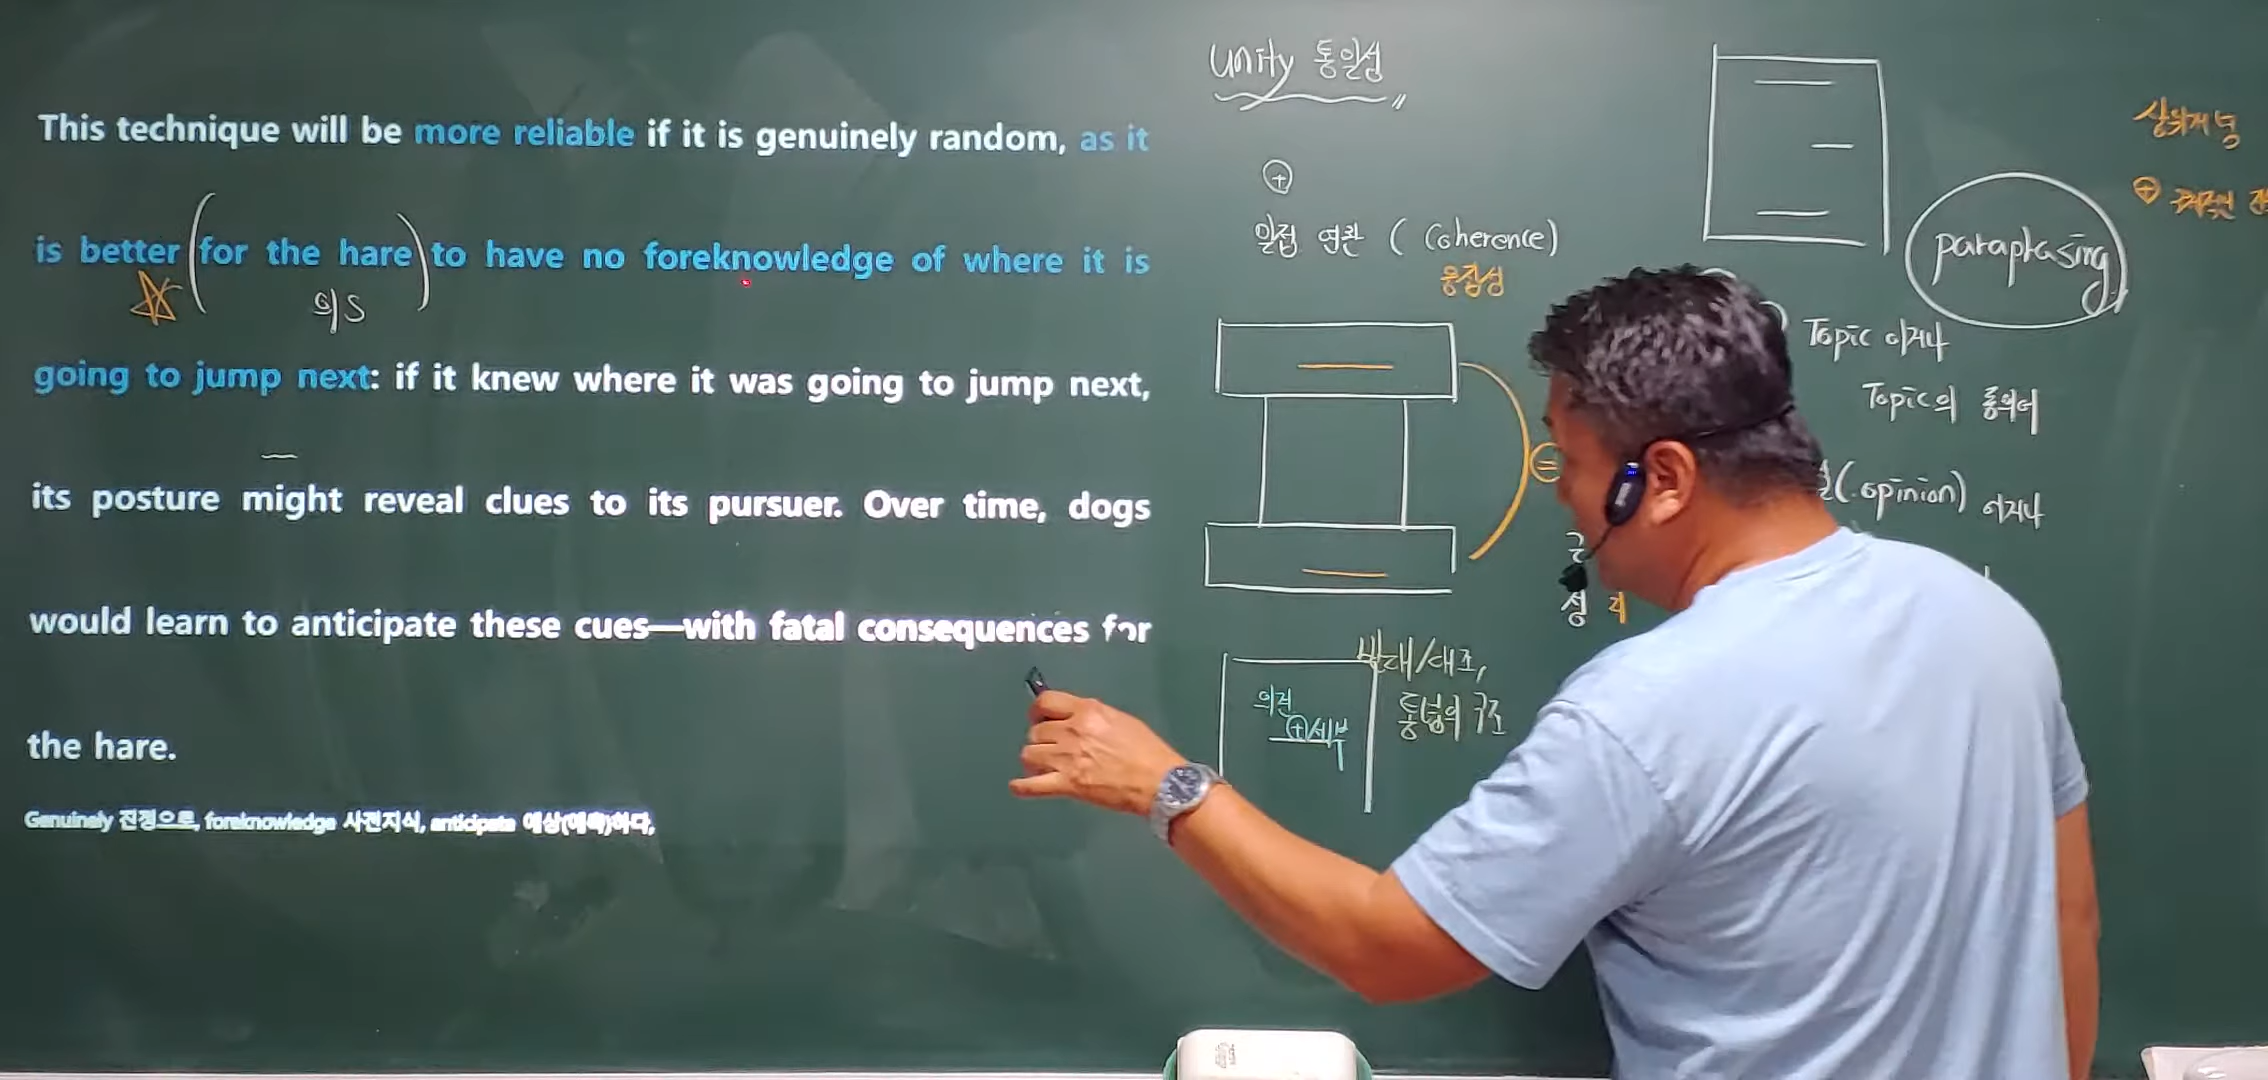 This technique will be more reliable if it is genuinely random, as it
is better (for the hare) to have no foreknowledge of where it is
의S
going to jump next: if it knew where it was going to jump next,
its posture might reveal clues to its pursuer. Over time, dogs
would learn to anticipate these cues—with fatal consequences for
the hare.
Genuinely 진정으로, foreknowledge 사전지식, anticipate 예상(예측)하다,
unity 통일성
+
밀접 연관 ( Coherence)
응집성
=
반대/대조,
통념의 구조
의견
+세부
paraphrasing
Topic 이거나
Topic의 동의어
(opinion) 이거나
상위개념
+